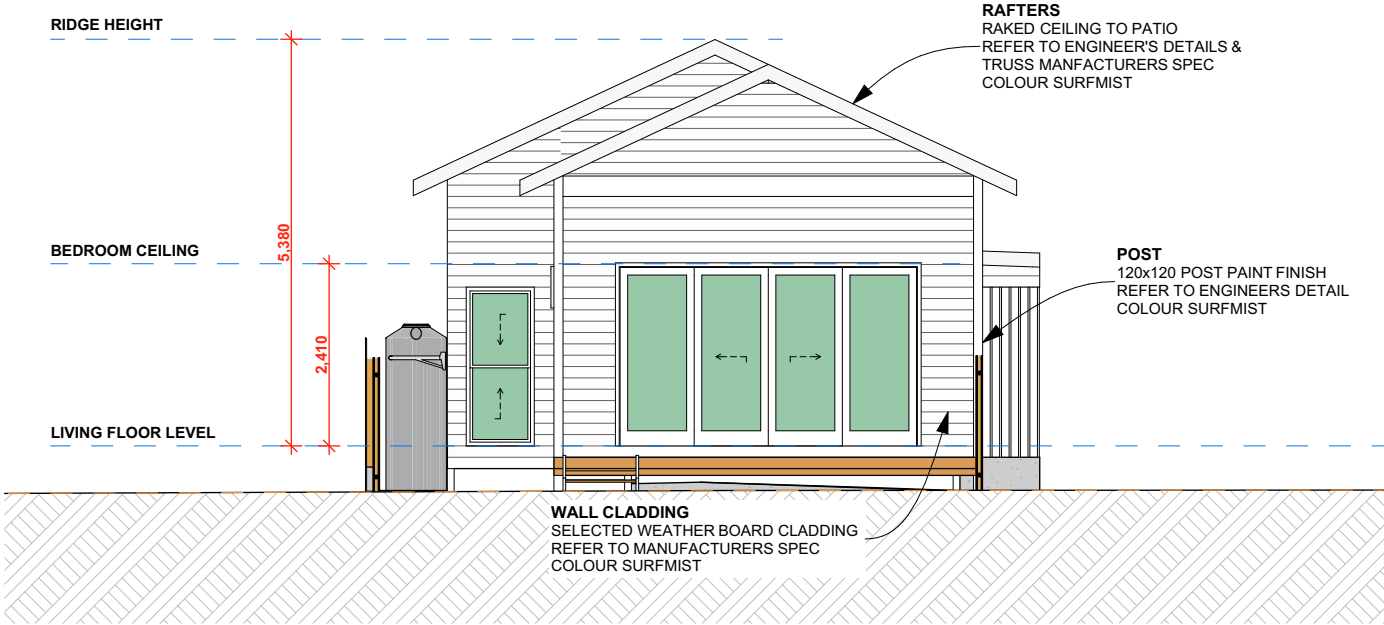 RIDGE HEIGHT
RAFTERS
RAKED CEILING TO PATIO
REFER TO ENGINEER'S DETAILS &
TRUSS MANFACTURERS SPEC
COLOUR SURFMIST
5,380
BEDROOM CEILING
POST
120x120 POST PAINT FINISH
REFER TO ENGINEERS DETAIL
COLOUR SURFMIST
2,410
LIVING FLOOR LEVEL
WALL CLADDING
SELECTED WEATHER BOARD CLADDING
REFER TO MANUFACTURERS SPEC
COLOUR SURFMIST